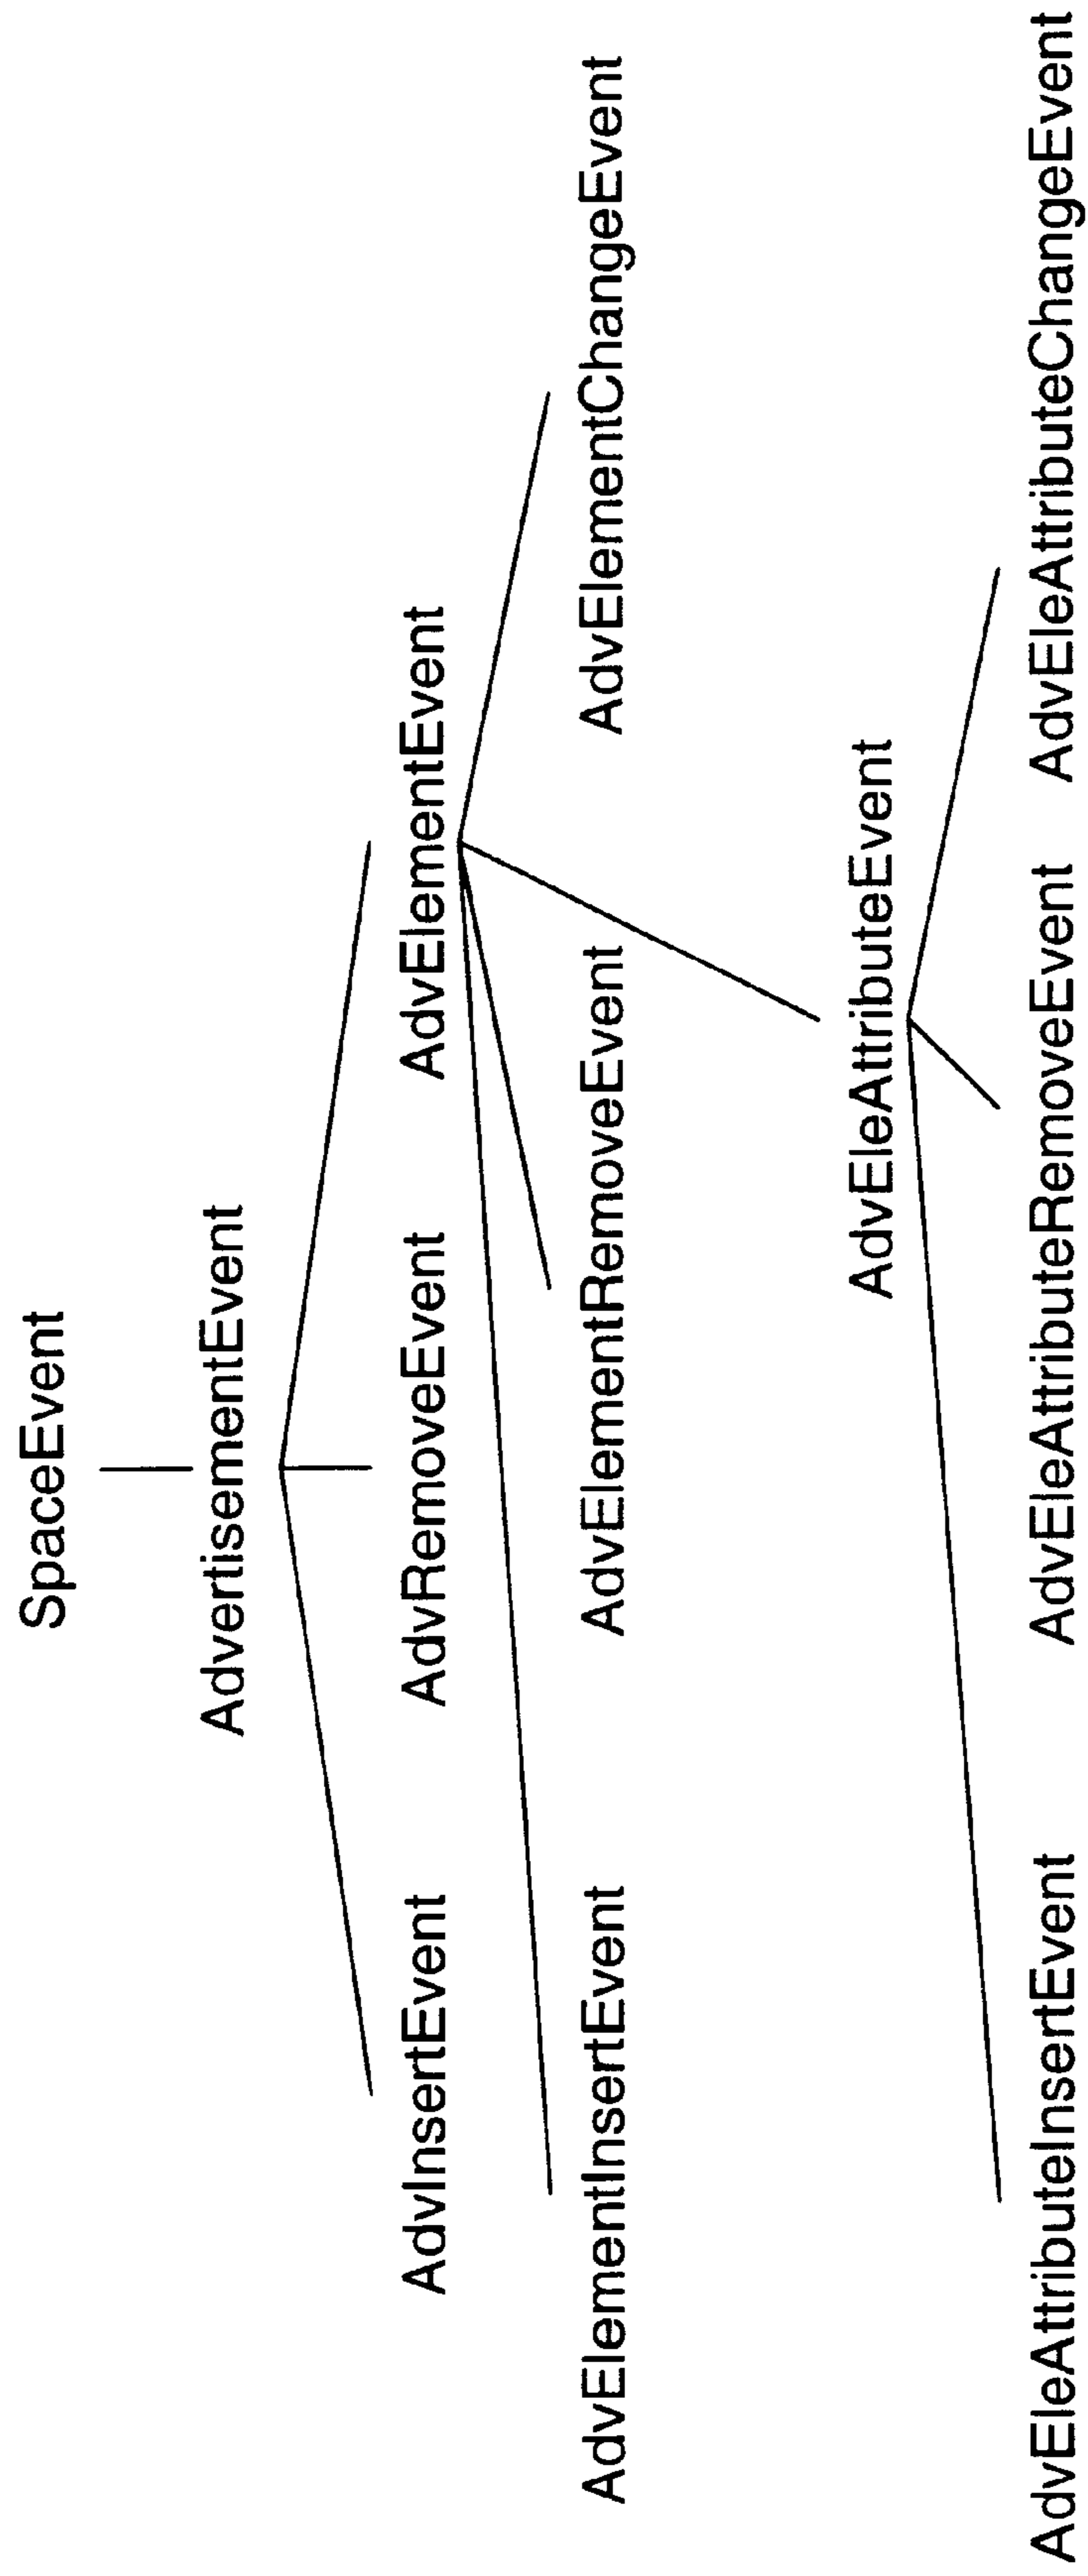 SpaceEvent
AdvertisementEvent
AdvInsertEvent AdvRemoveEvent AdvElementEvent
AdvElementInsertEvent AdvElementRemoveEvent AdvElementChangeEvent
AdvEleAttributeEvent
AdvEleAttributeInsertEvent AdvEleAttributeRemoveEvent AdvEleAttributeChangeEvent